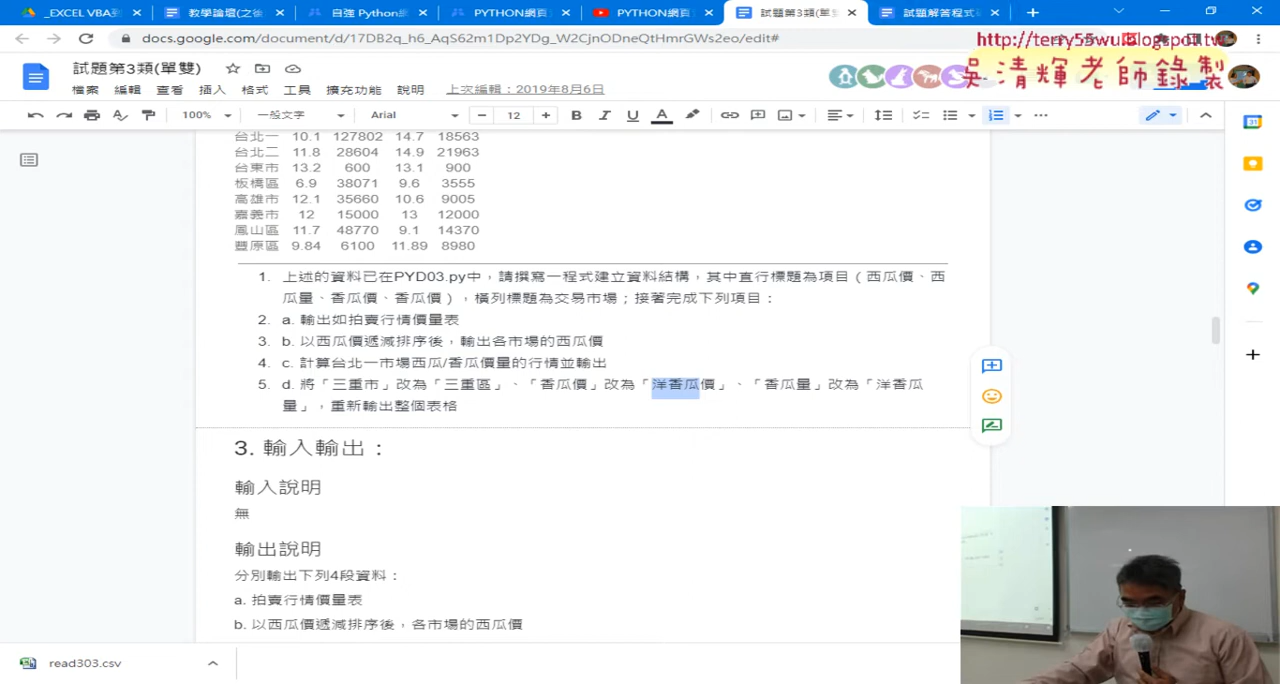 _EXCEL VBA到
教學論壇(之後
自強 Python網
PYTHON網頁
PYTHON網頁
試題第3類(單雙
試題解答程式
docs.google.com/document/d/17DB2q_h6_AqS62m1Dp2YDg_W2CjnODneQtHmrGWs2eo/edit#
試題第3類(單雙)
吳清輝老師錄製
檔案 編輯 查看 插入 格式 工具 擴充功能 說明 上次編輯：2019年8月6日
100% 一般文字 Arial 12 B I U A
台北一 10.1 127802 14.7 18563
台北二 11.8 28604 14.9 21963
台東市 13.2 600 13.1 900
板橋區 6.9 38071 9.6 3555
高雄市 12.1 35660 10.6 9005
嘉義市 12 15000 13 12000
鳳山區 11.7 48770 9.1 14370
豐原區 9.84 6100 11.89 8980
1. 上述的資料已在PYD03.py中，請撰寫一程式建立資料結構，其中直行標題為項目（西瓜價、西
瓜量、香瓜價、香瓜價），橫列標題為交易市場；接著完成下列項目：
2. a. 輸出如拍賣行情價量表
3. b. 以西瓜價遞減排序後，輸出各市場的西瓜價
4. c. 計算台北一市場西瓜/香瓜價量的行情並輸出
5. d. 將「三重市」改為「三重區」、「香瓜價」改為「洋香瓜價」、「香瓜量」改為「洋香瓜
量」，重新輸出整個表格
3. 輸入輸出：
輸入說明
無
輸出說明
分別輸出下列4段資料：
a. 拍賣行情價量表
b. 以西瓜價遞減排序後，各市場的西瓜價
read303.csv